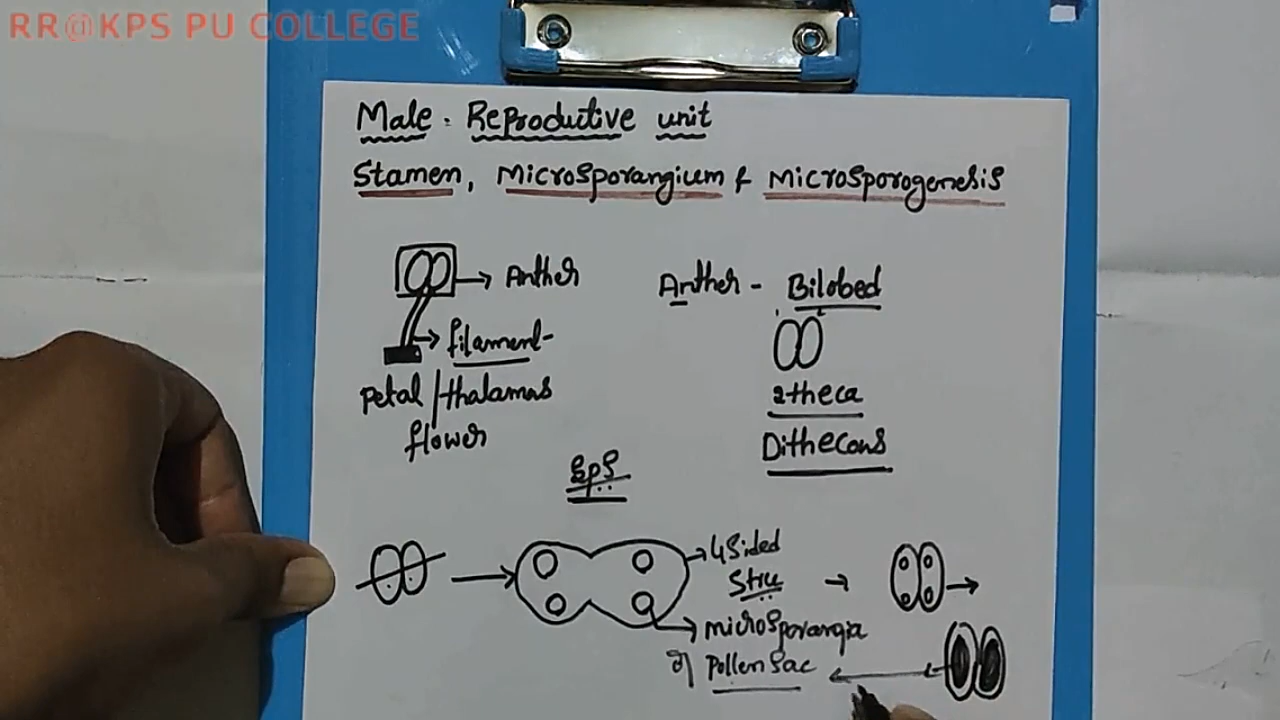 RR@KPS PU COLLEGE
Male Reproductive unit
Stamen, Microsporangium & Microsporogenesis
Anther
filament-
Petal/thalamas
flower
Anther - Bilobed
2theca
Dithecous
4Sided
Stru
microsporangia
Pollen Sac